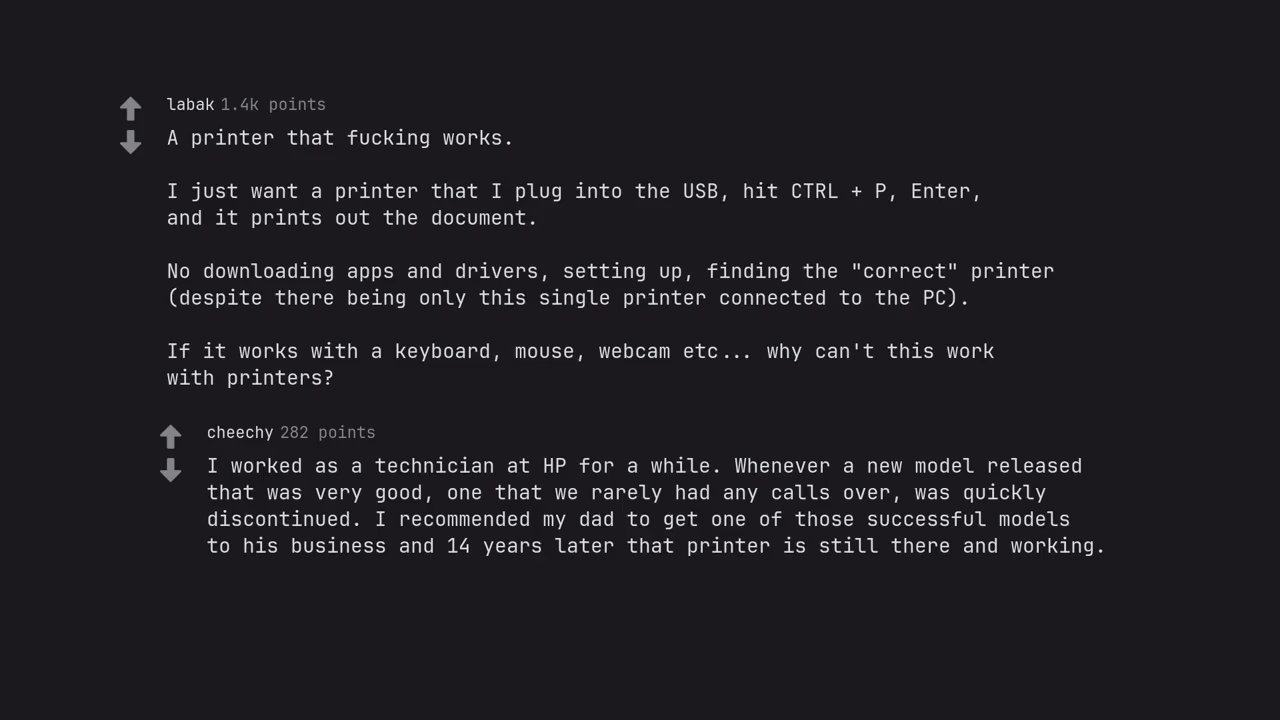 labak 1.4k points
A printer that fucking works.
I just want a printer that I plug into the USB, hit CTRL + P, Enter,
and it prints out the document.
No downloading apps and drivers, setting up, finding the "correct" printer
(despite there being only this single printer connected to the PC).
If it works with a keyboard, mouse, webcam etc... why can't this work
with printers?
cheechy 282 points
I worked as a technician at HP for a while. Whenever a new model released
that was very good, one that we rarely had any calls over, was quickly
discontinued. I recommended my dad to get one of those successful models
to his business and 14 years later that printer is still there and working.